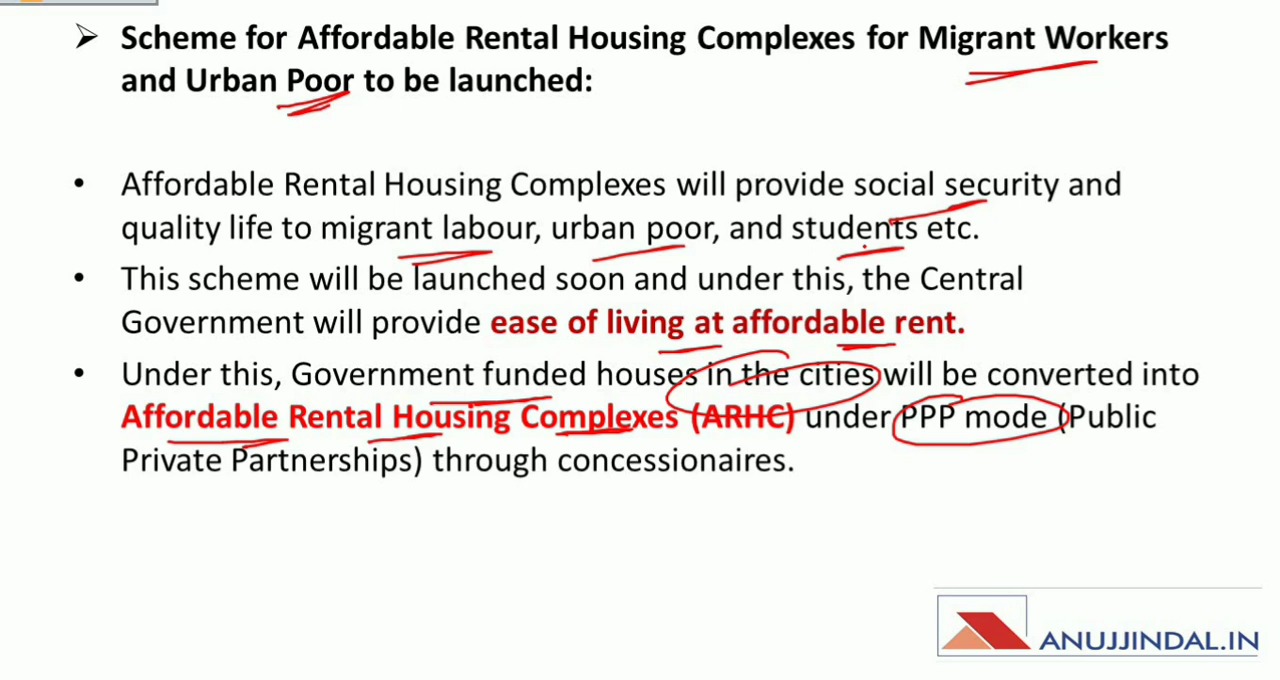 ➢ Scheme for Affordable Rental Housing Complexes for Migrant Workers
and Urban Poor to be launched:
• Affordable Rental Housing Complexes will provide social security and
quality life to migrant labour, urban poor, and students etc.
• This scheme will be launched soon and under this, the Central
Government will provide ease of living at affordable rent.
• Under this, Government funded houses in the cities will be converted into
Affordable Rental Housing Complexes (ARHC) under PPP mode (Public
Private Partnerships) through concessionaires.
ANUJJINDAL.IN